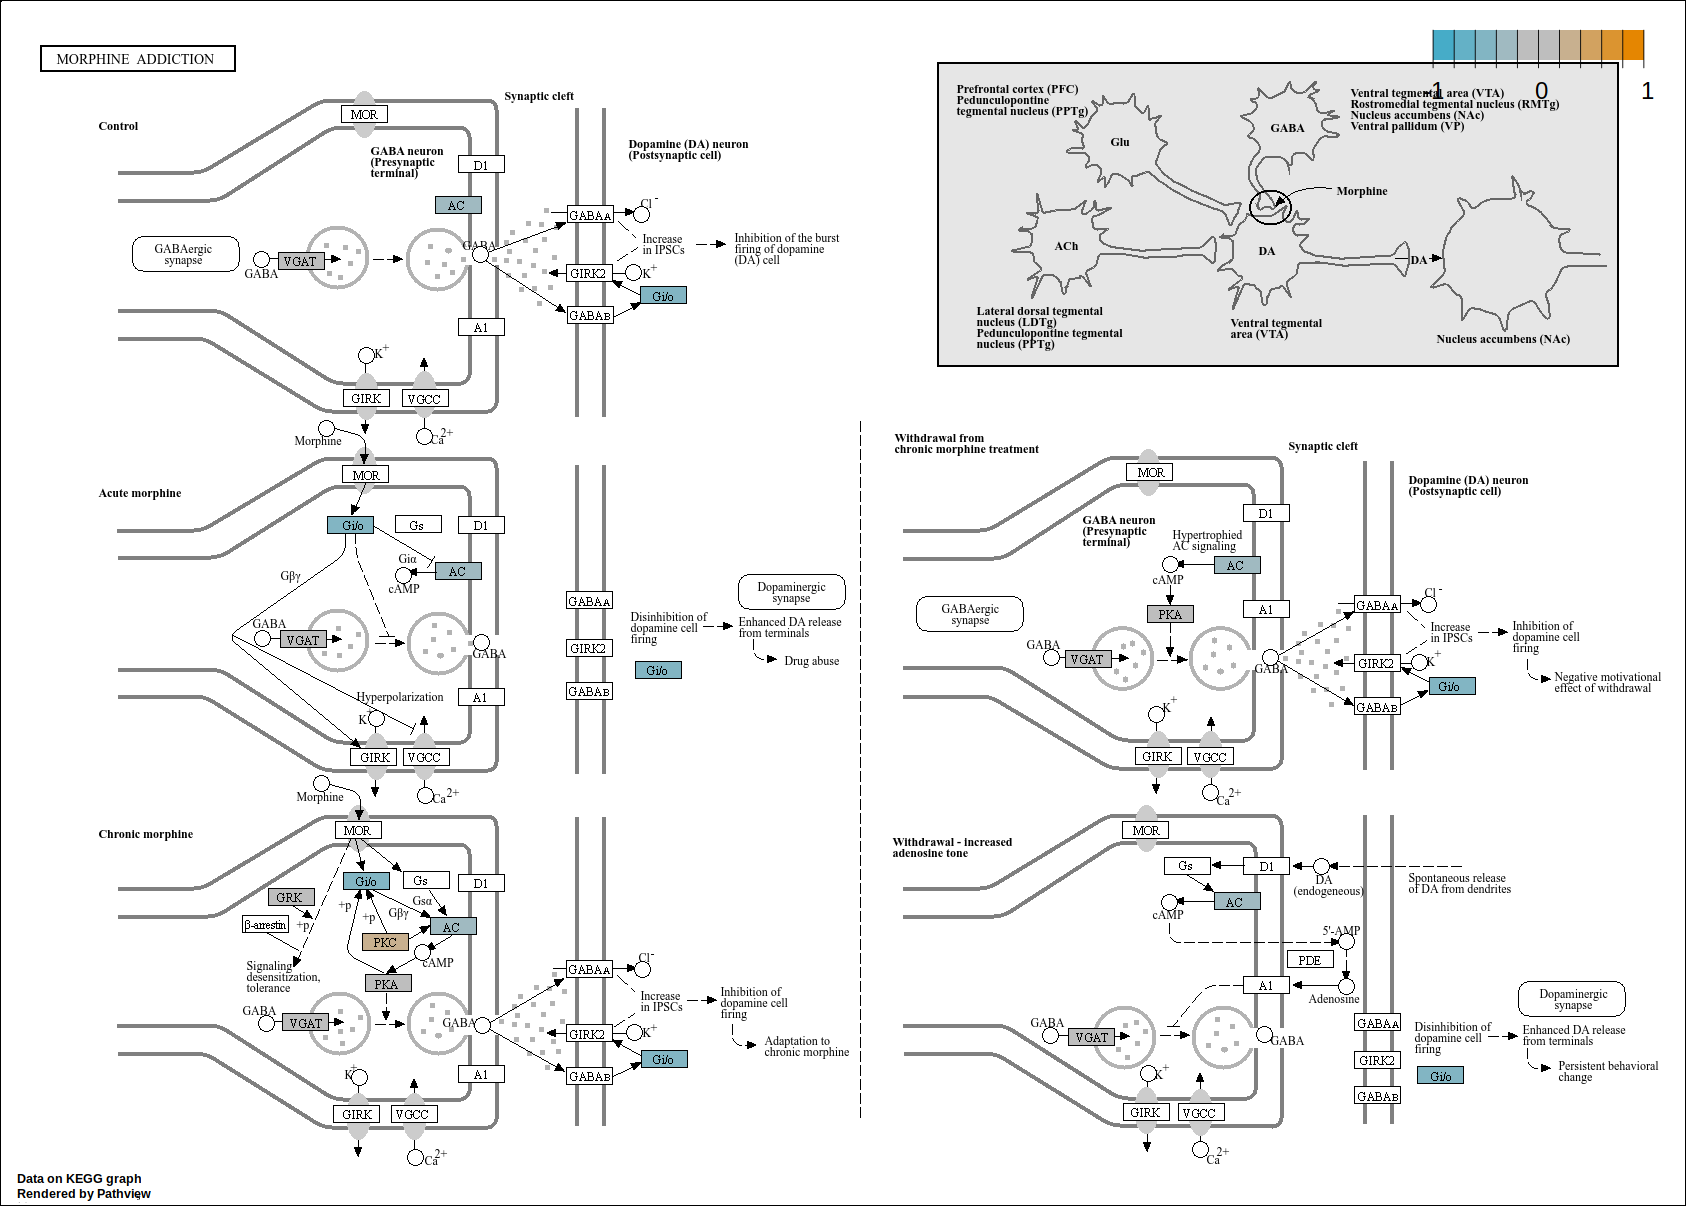 MORPHINE ADDICTION
-1
0
1
Prefrontal cortex (PFC)
Pedunculopontine
tegmental nucleus (PPTg)
Glu
GABA
Ventral tegmental area (VTA)
Rostromedial tegmental nucleus (RMTg)
Nucleus accumbens (NAc)
Ventral pallidum (VP)
Morphine
ACh
DA
DA
Lateral dorsal tegmental
nucleus (LDTg)
Pedunculopontine tegmental
nucleus (PPTg)
Ventral tegmental
area (VTA)
Nucleus accumbens (NAc)
Control
Synaptic cleft
MOR
GABA neuron
(Presynaptic
terminal)
D1
Dopamine (DA) neuron
(Postsynaptic cell)
AC
GABAergic
synapse
GABA
VGAT
GABA
GABAA
Cl -
Increase
in IPSCs
Inhibition of the burst
firing of dopamine
(DA) cell
GIRK2
K+
Gi/o
GABAB
A1
K+
GIRK
VGCC
Ca2+
Morphine
Acute morphine
MOR
Gi/o
Gs
D1
Giα
AC
cAMP
Gβγ
GABA
VGAT
GABA
Hyperpolarization
A1
K+
GIRK
VGCC
Ca2+
GABAA
GIRK2
GABAB
Disinhibition of
dopamine cell
firing
Gi/o
Dopaminergic
synapse
Enhanced DA release
from terminals
Drug abuse
Morphine
Chronic morphine
MOR
Gi/o
Gs
D1
GRK
+p
+p
Gβγ
Gsα
β-arrestin
+p
AC
PKC
cAMP
Signaling
desensitization,
tolerance
PKA
GABA
VGAT
GABA
A1
K+
GIRK
VGCC
Ca2+
GABAA
Cl-
Increase
in IPSCs
Inhibition of
dopamine cell
firing
GIRK2
K+
Gi/o
GABAB
Adaptation to
chronic morphine
Withdrawal from
chronic morphine treatment
Synaptic cleft
MOR
Dopamine (DA) neuron
(Postsynaptic cell)
GABA neuron
(Presynaptic
terminal)
D1
Hypertrophied
AC signaling
AC
cAMP
PKA
A1
GABAergic
synapse
GABA
VGAT
GABA
GABAA
Cl -
Increase
in IPSCs
Inhibition of
dopamine cell
firing
GIRK2
K+
Gi/o
GABAB
Negative motivational
effect of withdrawal
K+
GIRK
VGCC
Ca2+
Withdrawal - increased
adenosine tone
MOR
Gs
D1
DA
(endogeneous)
Spontaneous release
of DA from dendrites
AC
cAMP
5'-AMP
PDE
A1
Adenosine
GABA
VGAT
GABA
K+
GIRK
VGCC
Ca2+
GABAA
GIRK2
GABAB
Disinhibition of
dopamine cell
firing
Gi/o
Dopaminergic
synapse
Enhanced DA release
from terminals
Persistent behavioral
change
Data on KEGG graph
Rendered by Pathview